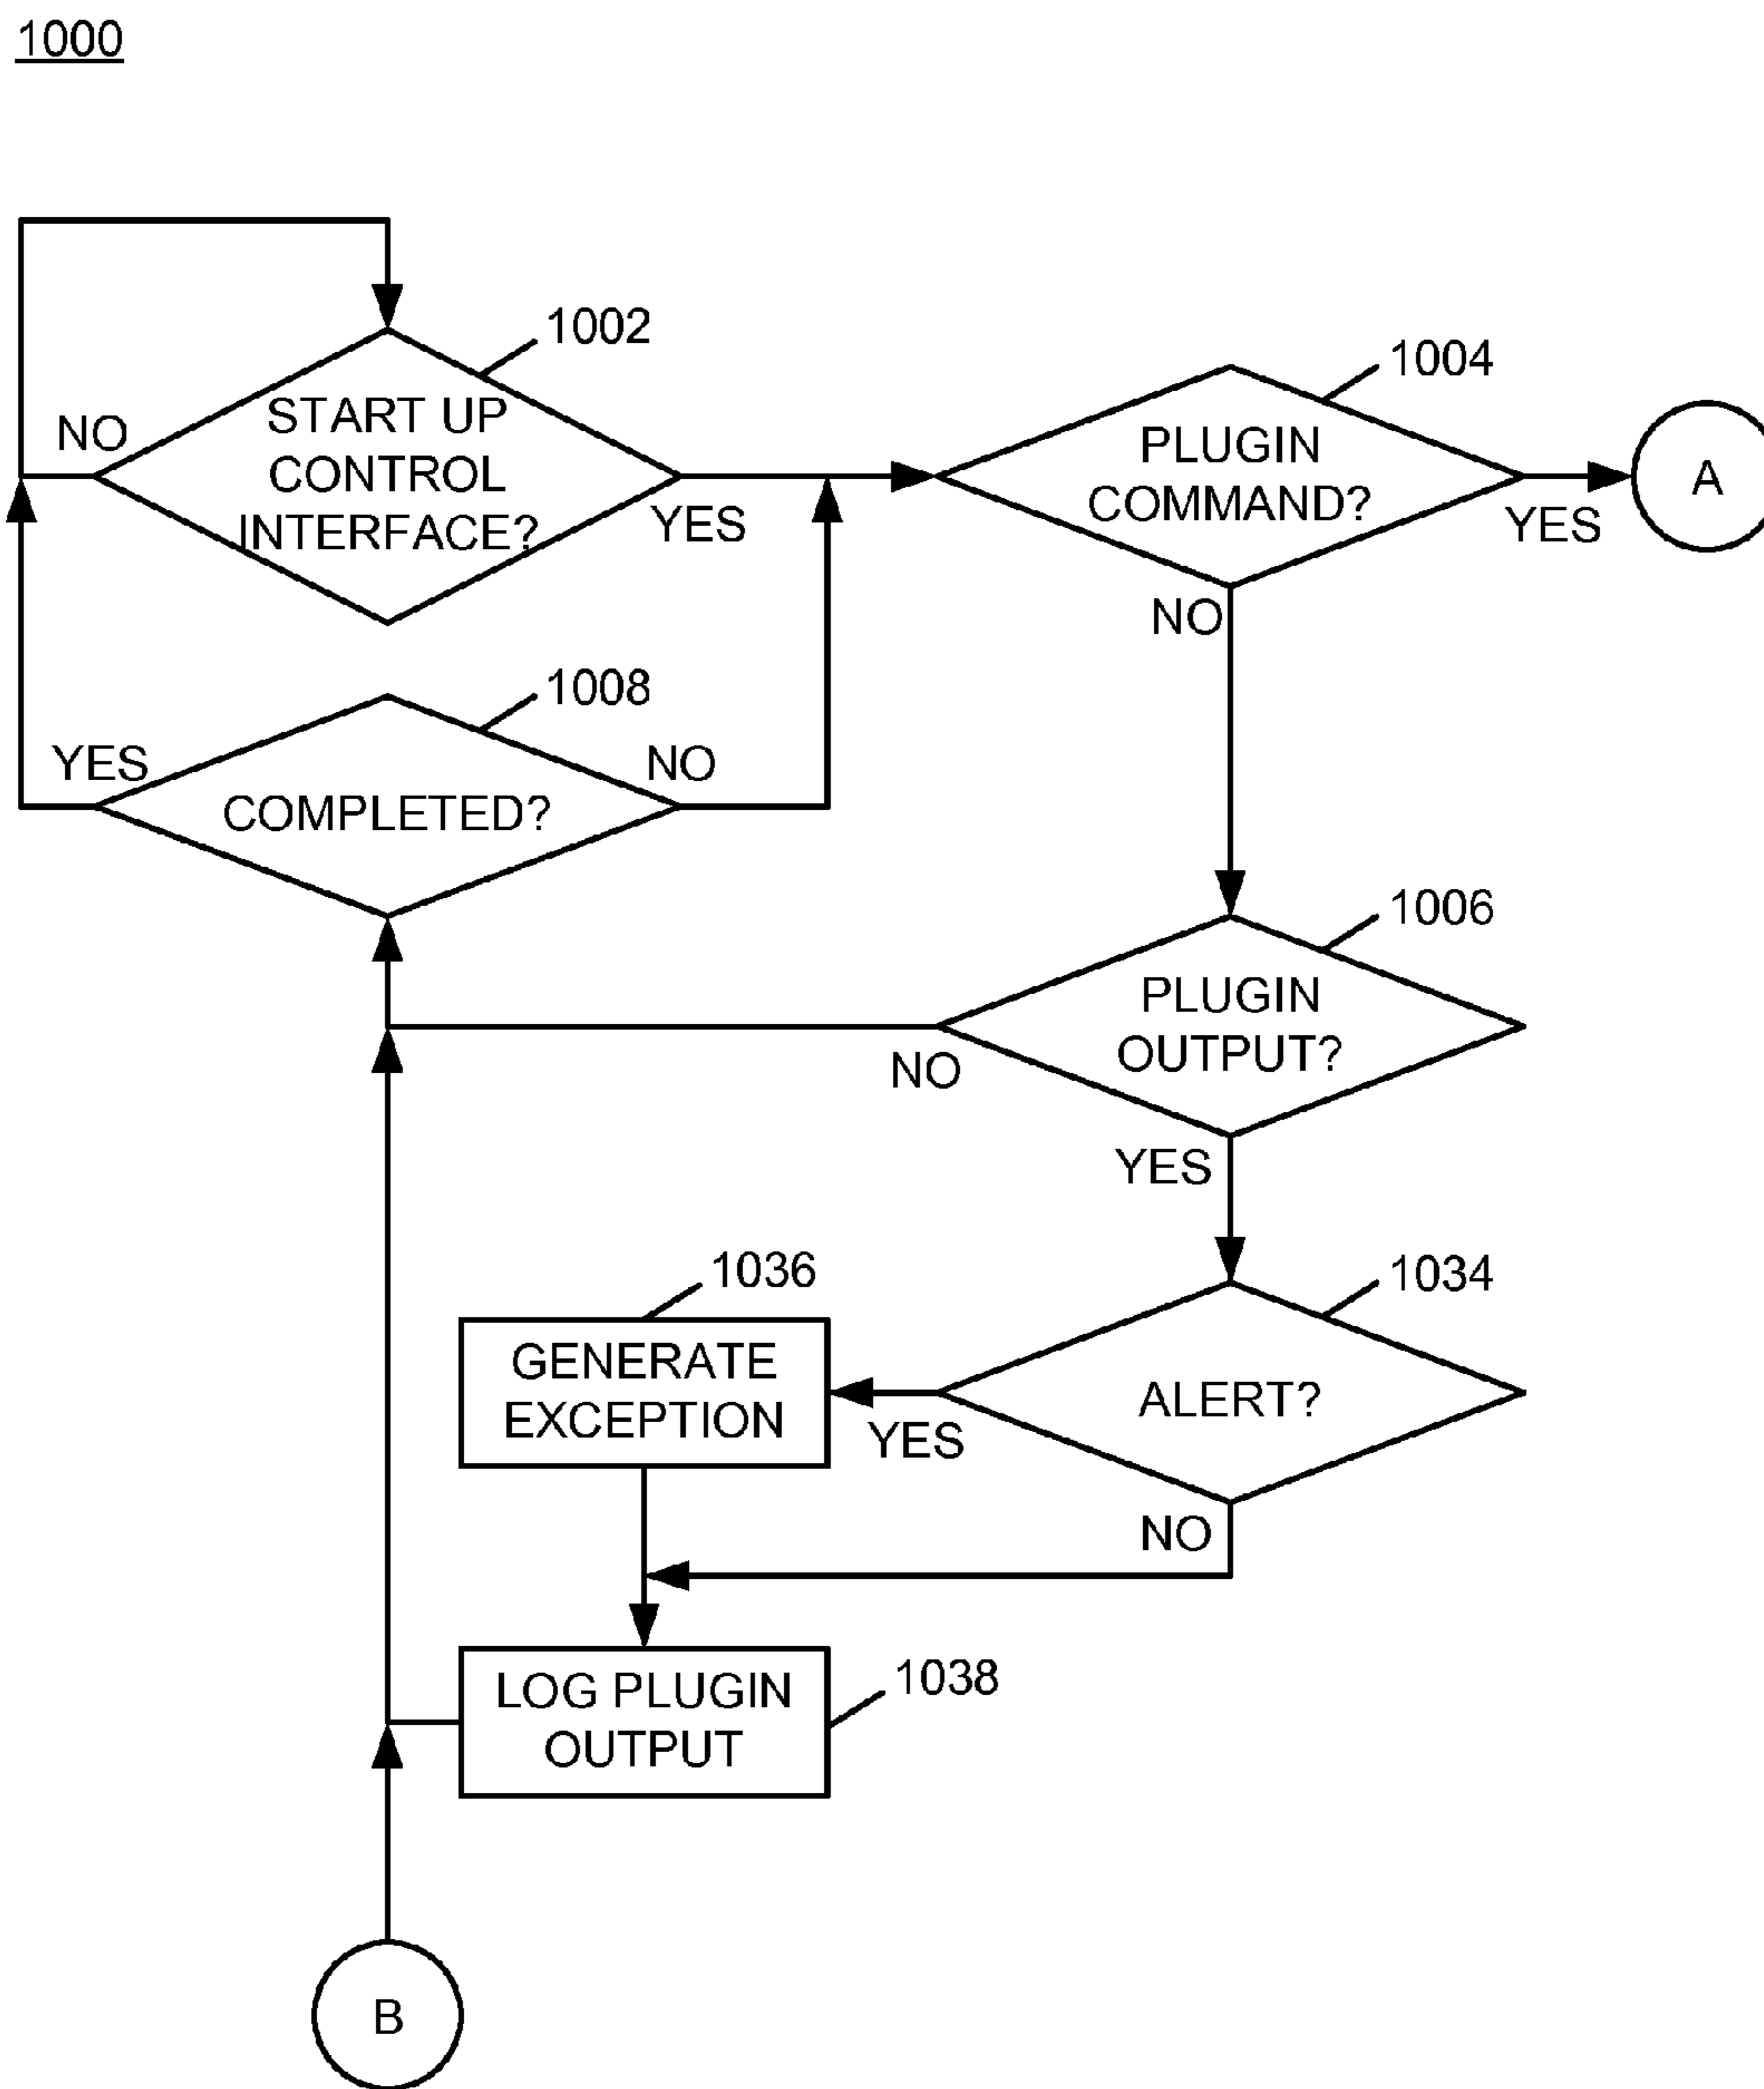 1000
1002
START UP
CONTROL
INTERFACE?
NO
YES
1004
PLUGIN
COMMAND?
YES
NO
A
1008
COMPLETED?
YES
NO
1006
PLUGIN
OUTPUT?
NO
YES
1034
ALERT?
YES
NO
1036
GENERATE
EXCEPTION
1038
LOG PLUGIN
OUTPUT
B